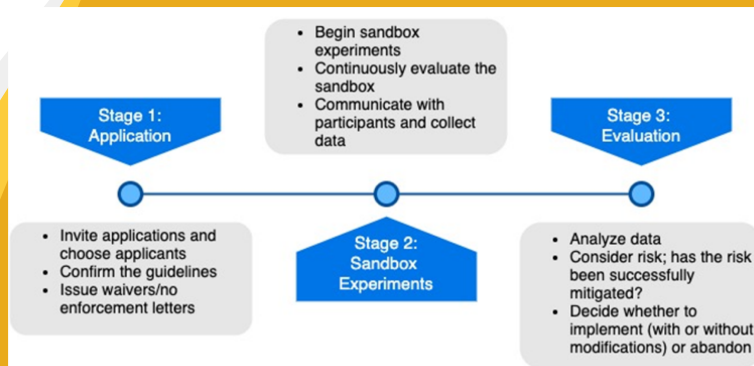 • Begin sandbox
experiments
• Continuously evaluate the
sandbox
• Communicate with
participants and collect
data
Stage 1:
Application
Stage 3:
Evaluation
• Invite applications and
choose applicants
• Confirm the guidelines
• Issue waivers/no
enforcement letters
Stage 2:
Sandbox
Experiments
• Analyze data
• Consider risk; has the risk
been successfully
mitigated?
• Decide whether to
implement (with or without
modifications) or abandon